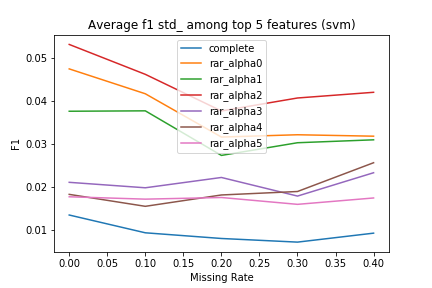 Average f1 std_ among top 5 features (svm)
complete
rar_alpha0
rar_alpha1
rar_alpha2
rar_alpha3
rar_alpha4
rar_alpha5
F1
0.05
0.04
0.03
0.02
0.01
0.00 0.05 0.10 0.15 0.20 0.25 0.30 0.35 0.40
Missing Rate